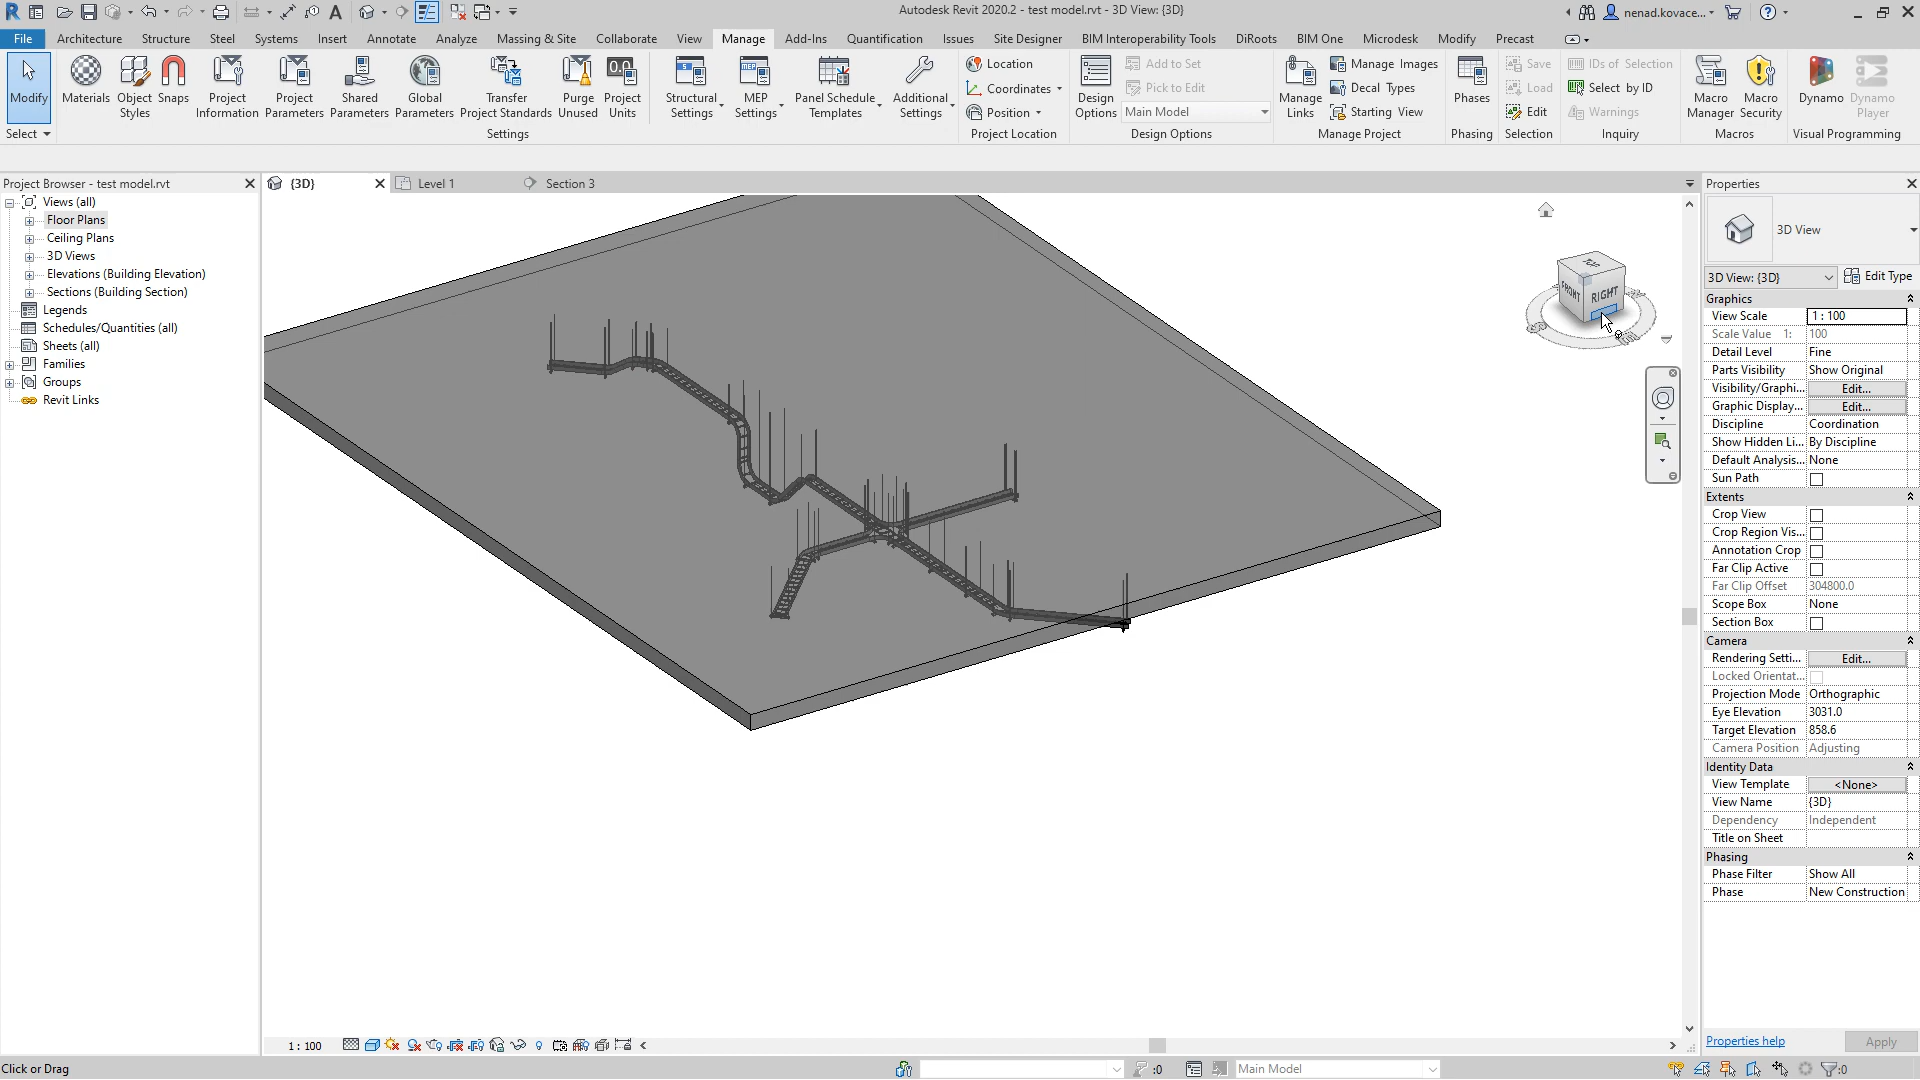 Autodesk Revit 2020.2 - test model.rvt - 3D View: {3D}
nenad.kovace...
File Architecture Structure Steel Systems Insert Annotate Analyze Massing & Site Collaborate View Manage Add-Ins Quantification Issues Site Designer BIM Interoperability Tools DiRoots BIM One Microdesk Modify Precast
Modify
Select
Materials
Object Styles
Snaps
Project Information
Project Parameters
Shared Parameters
Global Parameters
Transfer Project Standards
Purge Unused
Project Units
Settings
Structural Settings
MEP Settings
Panel Schedule Templates
Additional Settings
Location
Coordinates
Position
Project Location
Design Options
Add to Set
Pick to Edit
Main Model
Design Options
Manage Links
Manage Images
Decal Types
Starting View
Manage Project
Phases
Phasing
Save
Load
Edit
Selection
IDs of Selection
Select by ID
Warnings
Inquiry
Macro Manager
Macro Security
Macros
Dynamo
Dynamo Player
Visual Programming
Project Browser - test model.rvt
Views (all)
Floor Plans
Ceiling Plans
3D Views
Elevations (Building Elevation)
Sections (Building Section)
Legends
Schedules/Quantities (all)
Sheets (all)
Families
Groups
Revit Links
{3D}
Level 1
Section 3
TOP
FRONT
RIGHT
Properties
3D View
3D View: {3D}
Edit Type
Graphics
View Scale 1 : 100
Scale Value 1: 100
Detail Level Fine
Parts Visibility Show Original
Visibility/Graphi... Edit...
Graphic Display... Edit...
Discipline Coordination
Show Hidden Li... By Discipline
Default Analysis... None
Sun Path
Extents
Crop View
Crop Region Vis...
Annotation Crop
Far Clip Active
Far Clip Offset 304800.0
Scope Box None
Section Box
Camera
Rendering Setti... Edit...
Locked Orientat...
Projection Mode Orthographic
Eye Elevation 3031.0
Target Elevation 858.6
Camera Position Adjusting
Identity Data
View Template <None>
View Name {3D}
Dependency Independent
Title on Sheet
Phasing
Phase Filter Show All
Phase New Construction
Properties help
Apply
1 : 100
Click or Drag
:0
Main Model
:0